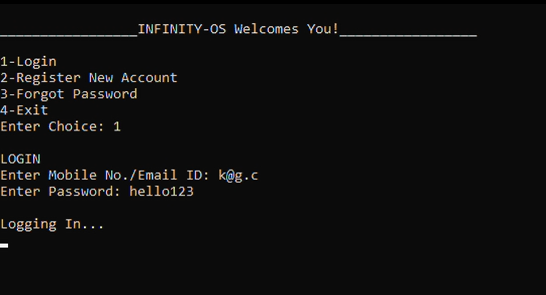 _________________INFINITY-OS Welcomes You!_________________
1-Login
2-Register New Account
3-Forgot Password
4-Exit
Enter Choice: 1
LOGIN
Enter Mobile No./Email ID: k@g.c
Enter Password: hello123
Logging In...